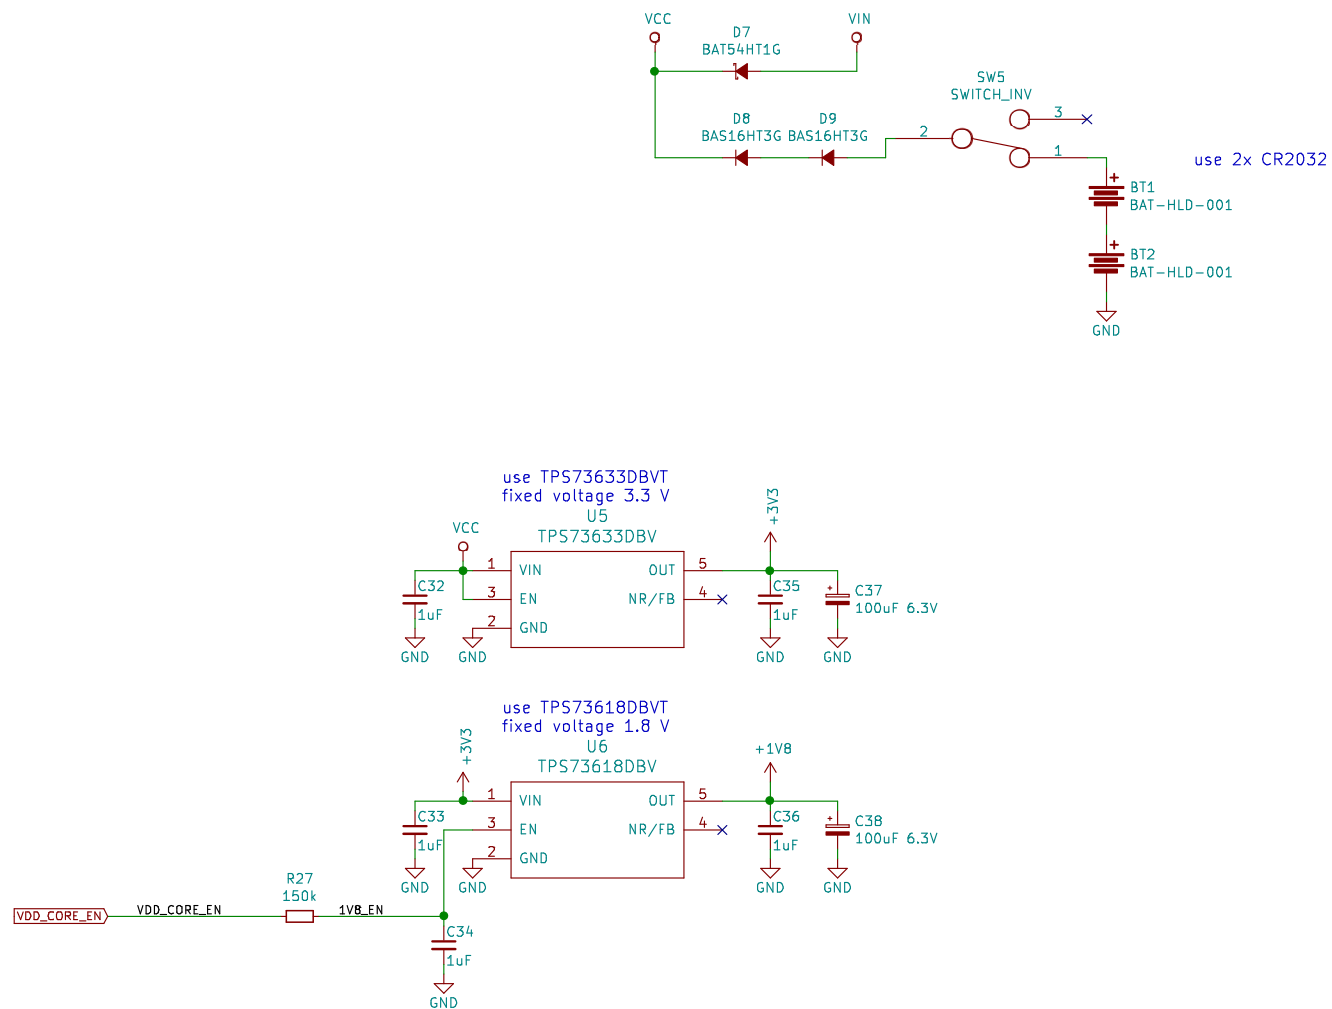 VCC
VIN
D7
BAT54HT1G
SW5
SWITCH_INV
3
D8
BAS16HT3G
D9
BAS16HT3G
2
1
use 2x CR2032
+
BT1
BAT-HLD-001
+
BT2
BAT-HLD-001
GND
use TPS73633DBVT
fixed voltage 3.3 V
U5
TPS73633DBV
VCC
+3V3
1
VIN
OUT
5
3
EN
NR/FB
4
2
GND
C32
1uF
GND
GND
C35
1uF
GND
+
C37
100uF 6.3V
GND
use TPS73618DBVT
fixed voltage 1.8 V
U6
TPS73618DBV
+3V3
+1V8
1
VIN
OUT
5
3
EN
NR/FB
4
2
GND
C33
1uF
GND
GND
C36
1uF
GND
+
C38
100uF 6.3V
GND
R27
150k
VDD_CORE_EN
VDD_CORE_EN
1V8_EN
C34
1uF
GND